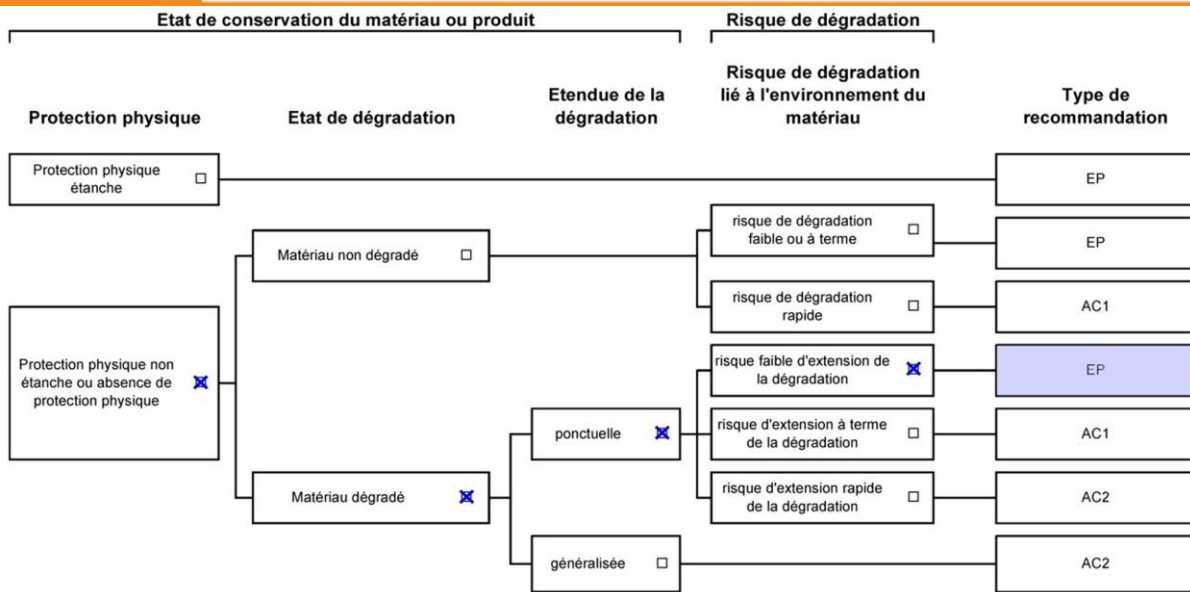 Etat de conservation du matériau ou produit
Risque de dégradation
Protection physique
Etat de dégradation
Etendue de la
dégradation
Risque de dégradation
lié à l'environnement du
matériau
Type de
recommandation
Protection physique
étanche
EP
Matériau non dégradé
risque de dégradation
faible ou à terme
EP
risque de dégradation
rapide
AC1
Protection physique non
étanche ou absence de
protection physique
risque faible d'extension de
la dégradation
EP
ponctuelle
risque d'extension à terme
de la dégradation
AC1
Matériau dégradé
risque d'extension rapide
de la dégradation
AC2
généralisée
AC2